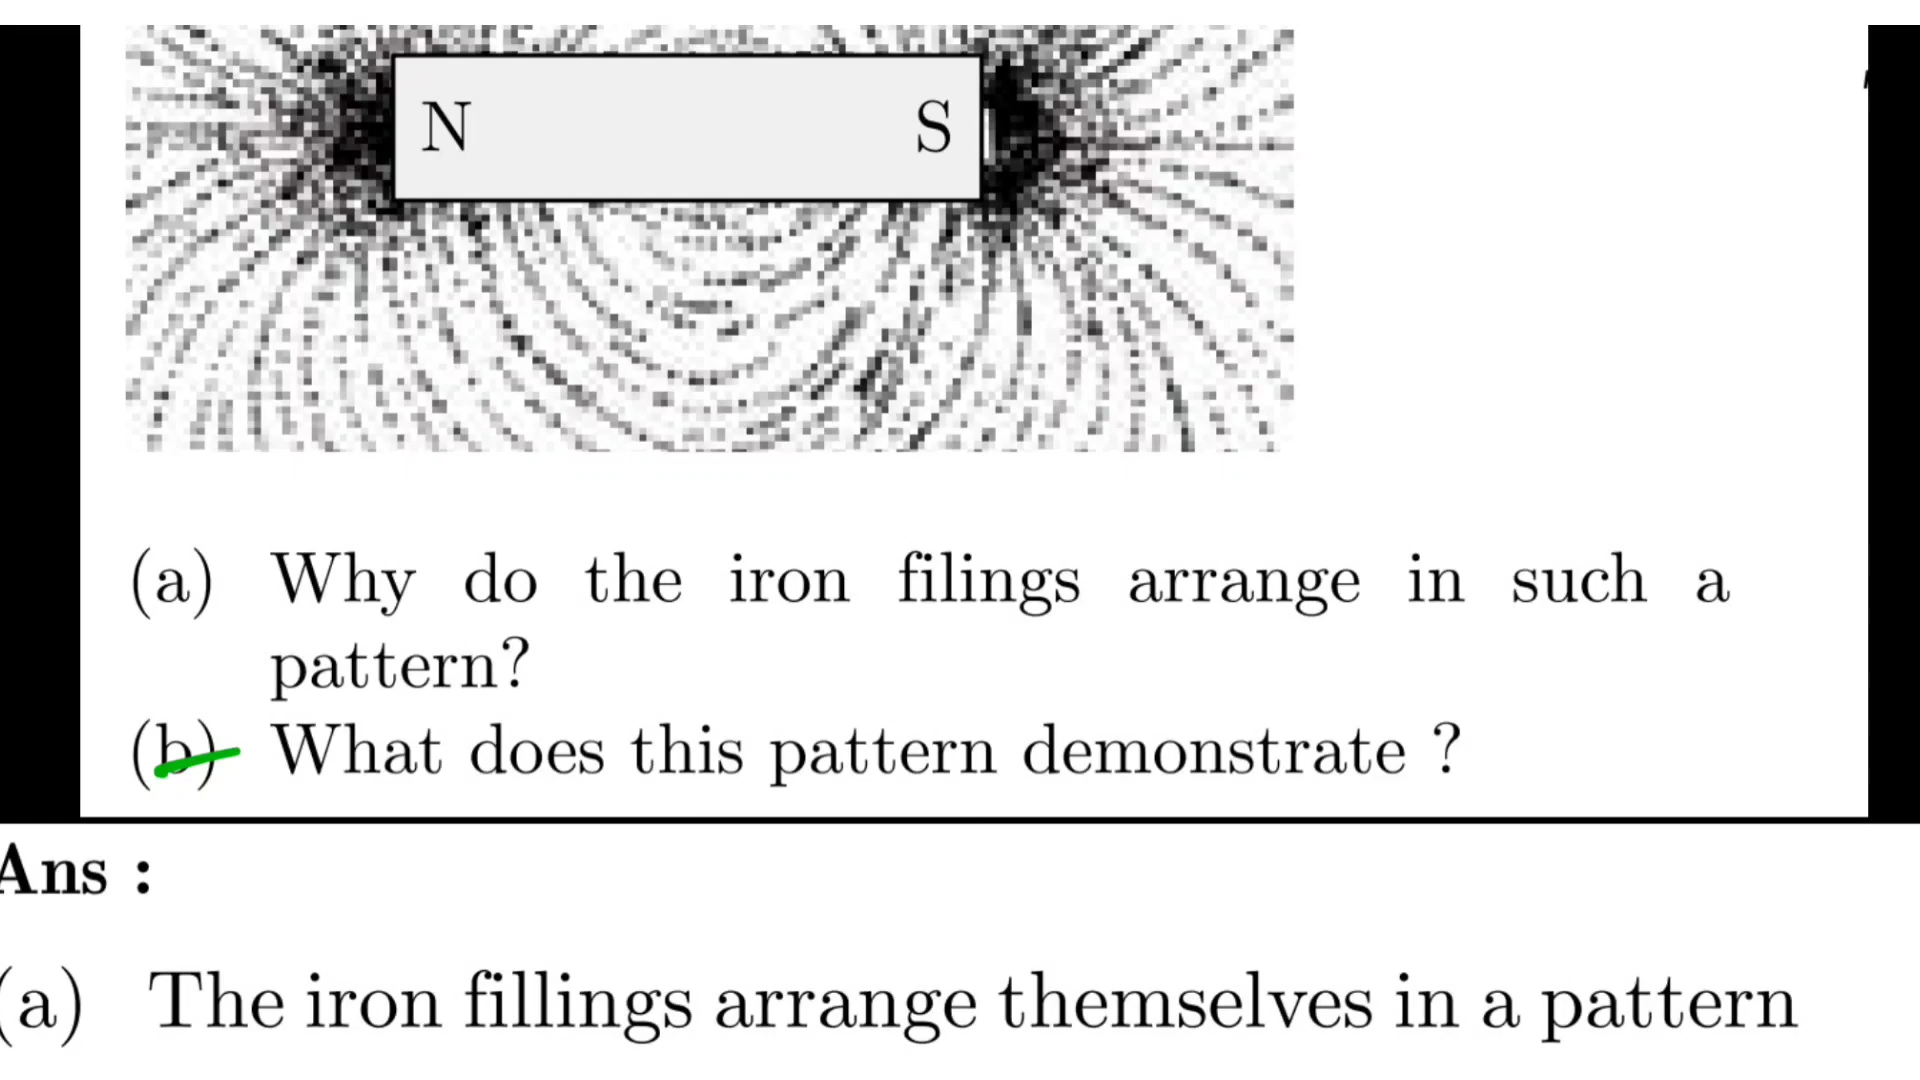 N S
(a) Why do the iron filings arrange in such a
pattern?
(b) What does this pattern demonstrate ?
Ans :
(a) The iron fillings arrange themselves in a pattern